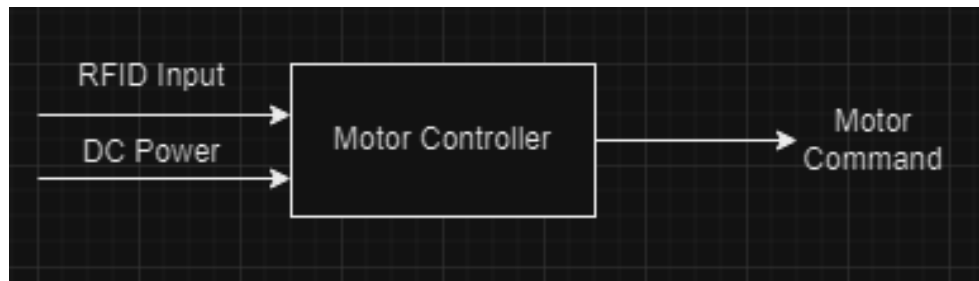 RFID Input
DC Power
Motor Controller
Motor
Command